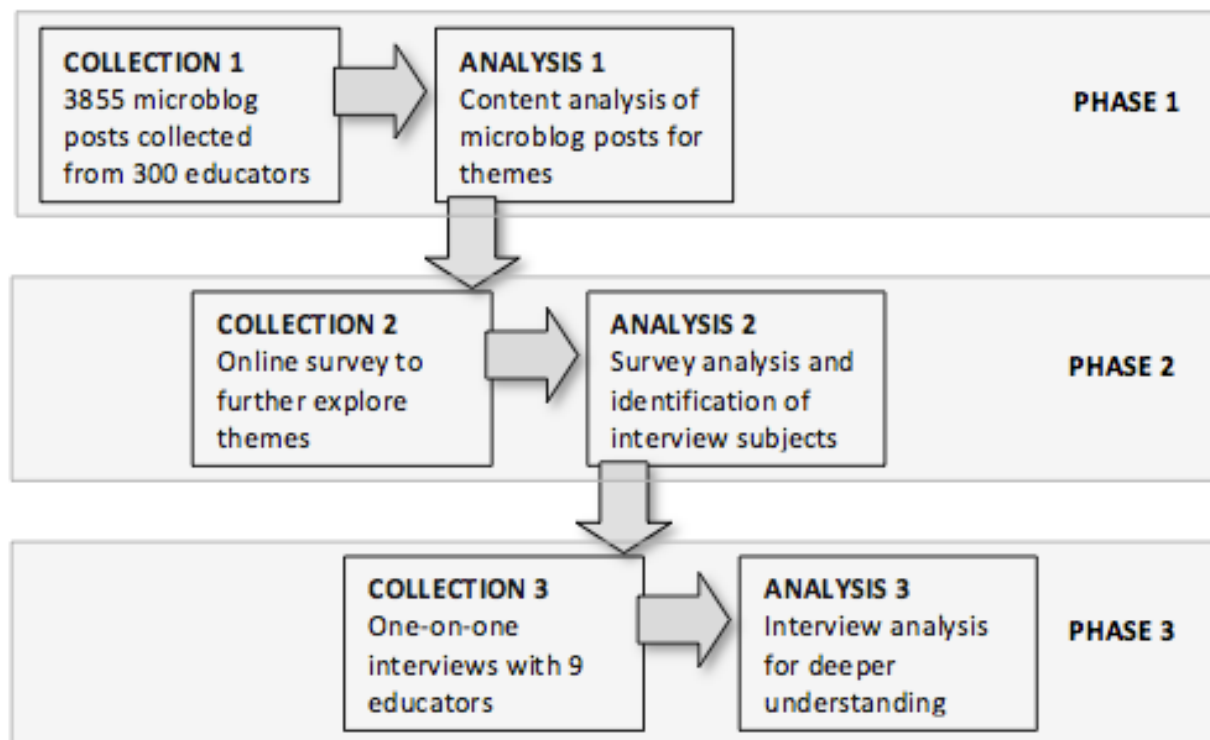 COLLECTION 1
3855 microblog
posts collected
from 300 educators
ANALYSIS 1
Content analysis of
microblog posts for
themes
PHASE 1
COLLECTION 2
Online survey to
further explore
themes
ANALYSIS 2
Survey analysis and
identification of
interview subjects
PHASE 2
COLLECTION 3
One-on-one
interviews with 9
educators
ANALYSIS 3
Interview analysis
for deeper
understanding
PHASE 3